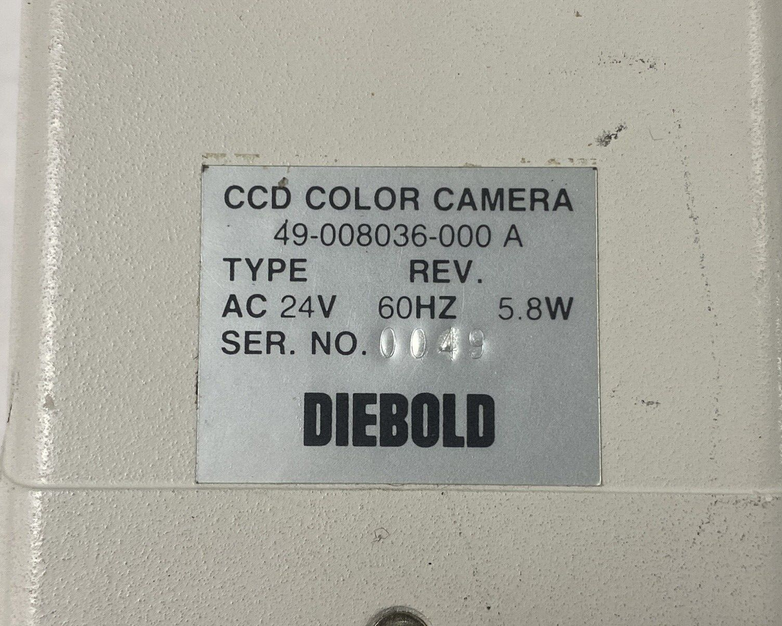 CCD COLOR CAMERA
49-008036-000 A
TYPE REV.
AC 24V 60HZ 5.8W
SER. NO. 0049
DIEBOLD